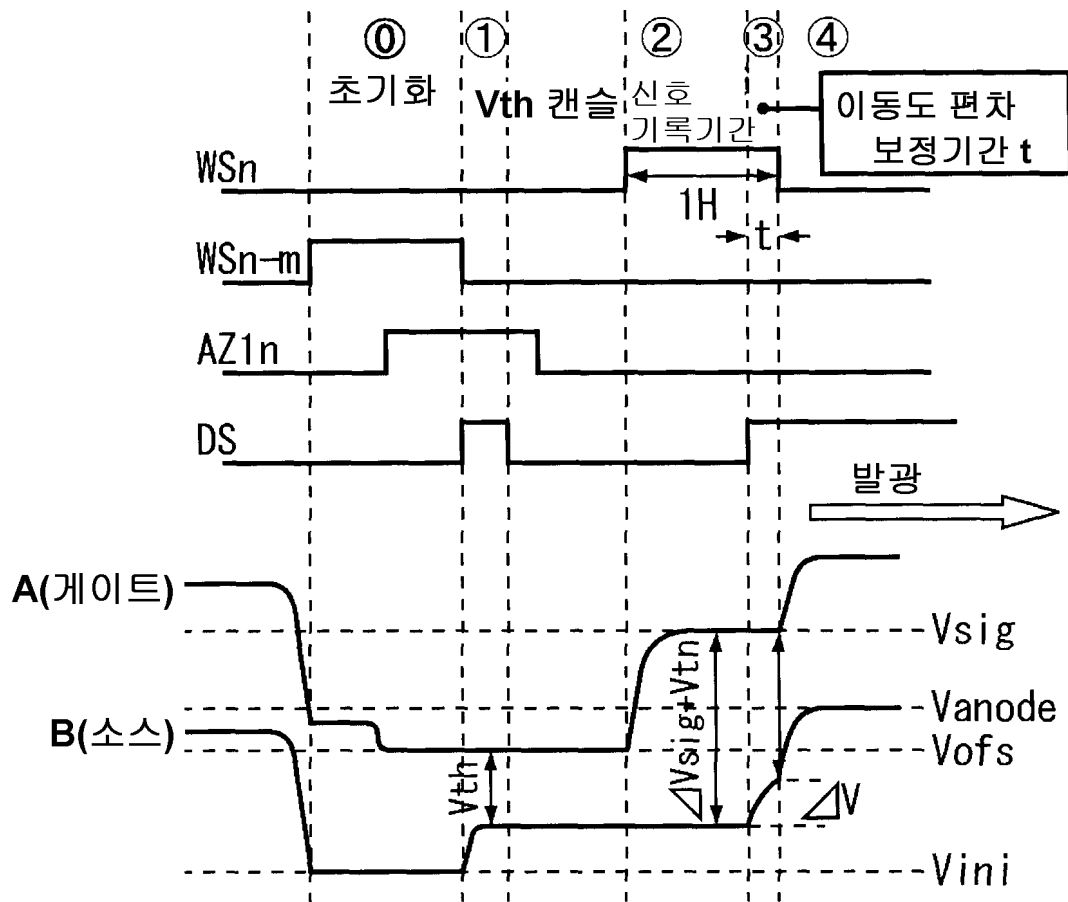 ⓪ ① ② ③ ④
초기화
Vth 캔슬
신호
기록기간
이동도 편차
보정기간 t
WSn
1H
t
WSn-m
AZ1n
DS
발광
A(게이트)
Vsig
Vanode
B(소스)
Vofs
Vth
⊿Vsig+Vtn
⊿V
Vini